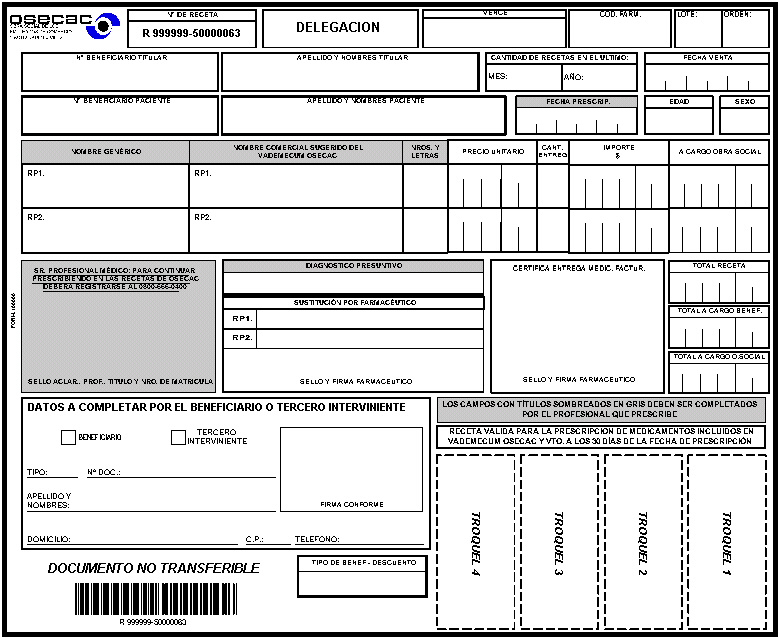 osecac
Nº DE RECETA
R 999999-50000063
DELEGACION
VENCE
COD. FARM.
LOTE:
ORDEN:
Nº BENEFICIARIO TITULAR
APELLIDO Y NOMBRES TITULAR
CANTIDAD DE RECETAS EN EL ULTIMO:
MES:
AÑO:
FECHA VENTA
Nº BENEFICIARIO PACIENTE
APELLIDO Y NOMBRES PACIENTE
FECHA PRESCRIP.
EDAD
SEXO
NOMBRE GENÉRICO
NOMBRE COMERCIAL SUGERIDO DEL
VADEMECUM OSECAC
NROS. Y
LETRAS
PRECIO UNITARIO
CANT.
ENTREG
IMPORTE
$
A CARGO OBRA SOCIAL
RP1.
RP1.
RP2.
RP2.
SR. PROFESIONAL MÉDICO: PARA CONTINUAR
PRESCRIBIENDO EN LAS RECETAS DE OSECAC
DEBERA REGISTRARSE AL 0800-666-0400
SELLO ACLAR.. PROF.. TITULO Y NRO. DE MATRICULA
DIAGNOSTICO PRESUNTIVO
SUSTITUCIÓN POR FARMACÉUTICO
RP1.
RP2.
SELLO Y FIRMA FARMACEUTICO
CERTIFICA ENTREGA MEDIC. FACTUR.
SELLO Y FIRMA FARMACEUTICO
TOTAL RECETA
TOTAL A CARGO BENEF.
TOTAL A CARGO O.SOCIAL
DATOS A COMPLETAR POR EL BENEFICIARIO O TERCERO INTERVINIENTE
BENEFICIARIO
TERCERO
INTERVINIENTE
TIPO:
Nº DOC.:
APELLIDO Y
NOMBRES:
FIRMA CONFORME
DOMICILIO:
C.P.:
TELEFONO:
LOS CAMPOS CON TÍTULOS SOMBREADOS EN GRIS DEBEN SER COMPLETADOS
POR EL PROFESIONAL QUE PRESCRIBE
RECETA VALIDA PARA LA PRESCRIPCION DE MEDICAMENTOS INCLUIDOS EN
VADEMECUM OSECAC Y VTO. A LOS 30 DÍAS DE LA FECHA DE PRESCRIPCIÓN
TROQUEL 4
TROQUEL 3
TROQUEL 2
TROQUEL 1
DOCUMENTO NO TRANSFERIBLE
R 999999-50000063
TIPO DE BENEF - DESCUENTO